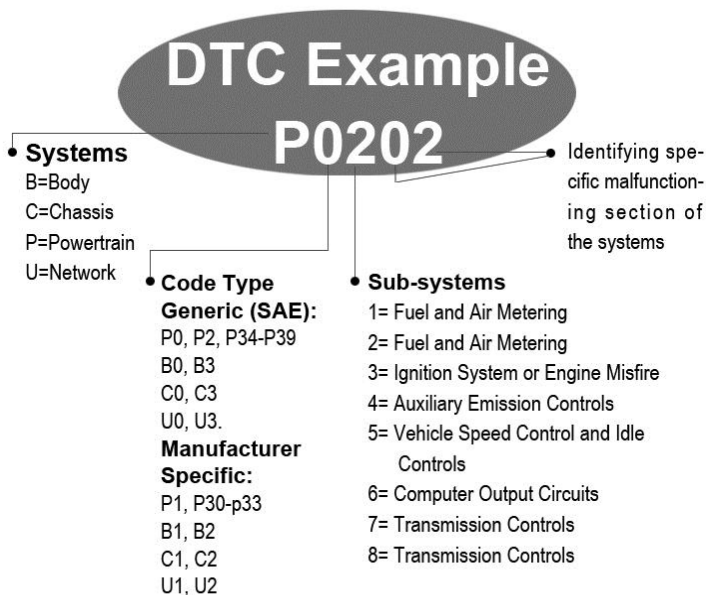 DTC Example
P0202
Systems
B=Body
C=Chassis
P=Powertrain
U=Network
Identifying spe-
cific malfunction-
ing section of
the systems
Code Type
Generic (SAE):
P0, P2, P34-P39
B0, B3
C0, C3
U0, U3.
Manufacturer
Specific:
P1, P30-p33
B1, B2
C1, C2
U1, U2
Sub-systems
1= Fuel and Air Metering
2= Fuel and Air Metering
3= Ignition System or Engine Misfire
4= Auxiliary Emission Controls
5= Vehicle Speed Control and Idle
Controls
6= Computer Output Circuits
7= Transmission Controls
8= Transmission Controls